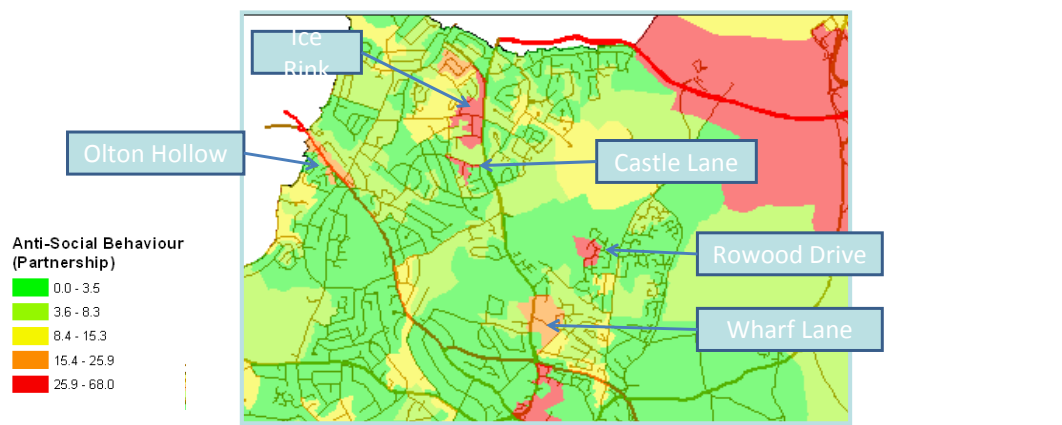 Ice
Rink
Olton Hollow
Castle Lane
Rowood Drive
Wharf Lane
Anti-Social Behaviour
(Partnership)
0.0 - 3.5
3.6 - 8.3
8.4 - 15.3
15.4 - 25.9
25.9 - 68.0